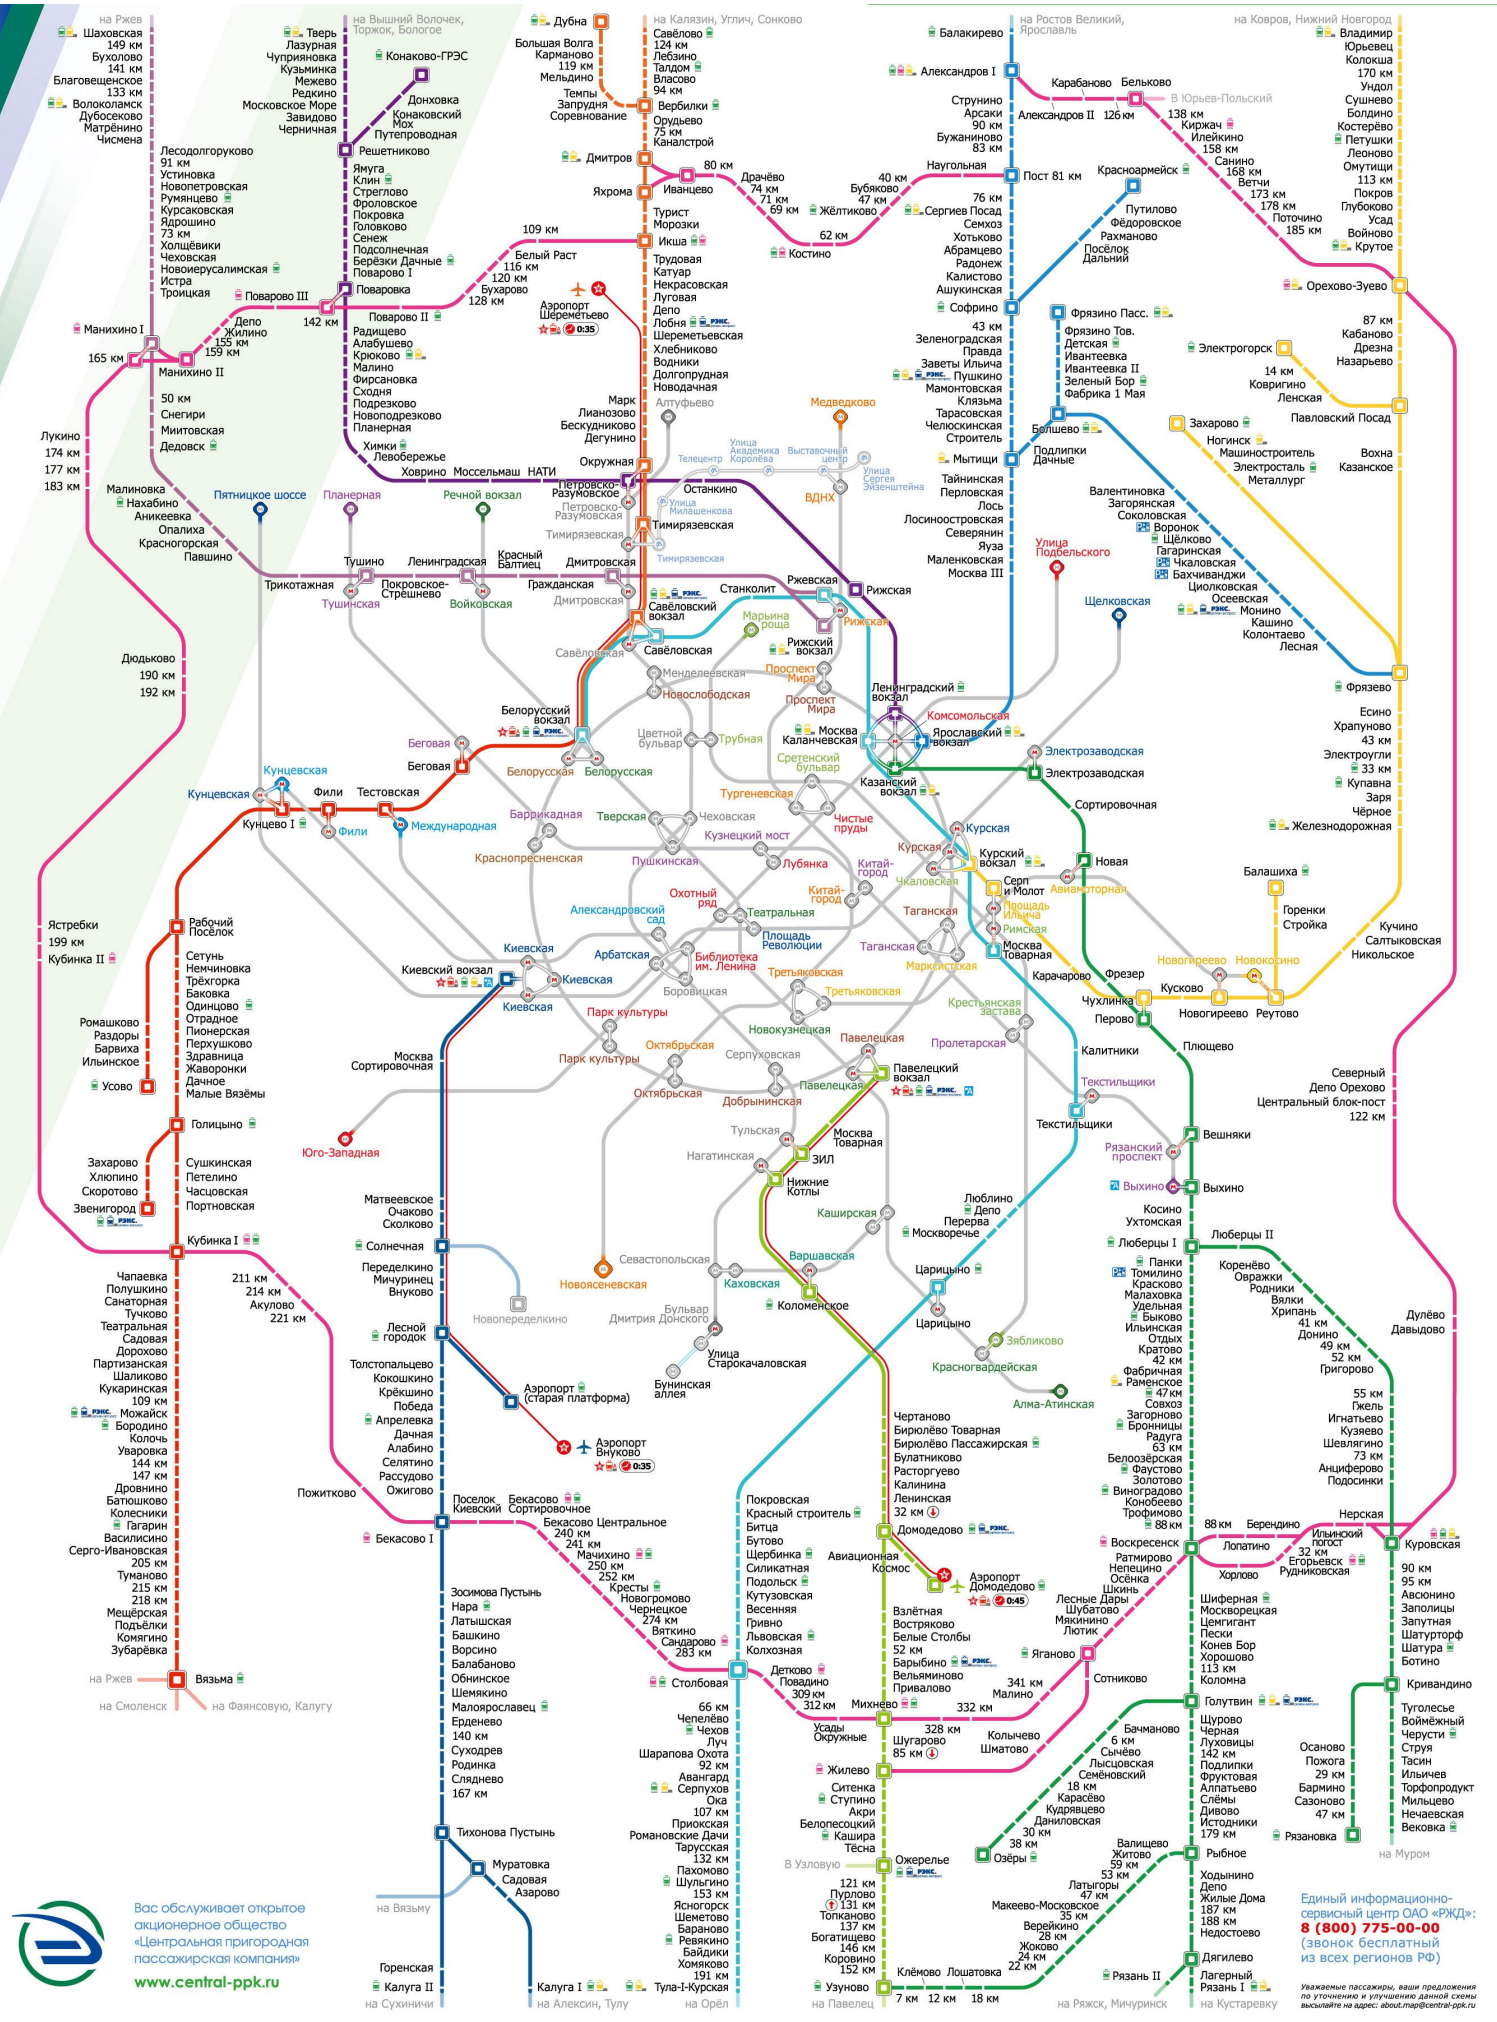 на Ржев
Шаховская
149 км
Бухолово
141 км
Благовещенское
133 км
Волоколамск
Дубосеково
Матрёнино
Чисмена
Лесодолгоруково
91 км
Устиновка
Новопетровская
Румянцево
Курсаковская
Ядрошино
73 км
Холщёвики
Чеховская
Новоиерусалимская
Истра
Троицкая
Манихино I
165 км
Манихино II
50 км
Снегири
Миитовская
Дедовск
Малиновка
Нахабино
Аникеевка
Опалиха
Красногорская
Павшино
Трикотажная
Тушино
Тушинская
Покровское-
Стрешнево
Ленинградская
Войковская
Красный
Балтиец
Гражданская
Дмитровская
Дмитровская
на Вышний Волочек,
Торжок, Бологое
Тверь
Лазурная
Чуприяновка
Кузьминка
Межево
Редкино
Московское Море
Завидово
Черничная
Конаково-ГРЭС
Донховка
Конаковский
Мох
Путепроводная
Решетниково
Ямуга
Клин
Стреглово
Фроловское
Покровка
Головково
Сенеж
Подсолнечная
Берёзки Дачные
Поварово I
Поваровка
Поварово III
142 км
Поварово II
Депо
Жилино
155 км
159 км
Радищево
Алабушево
Крюково
Малино
Фирсановка
Сходня
Подрезково
Новоподрезково
Планерная
Химки
Левобережье
Ховрино
Моссельмаш
НАТИ
Петровско-
Разумовское
Петровско-
Разумовская
Останкино
Дубна
Большая Волга
Карманово
119 км
Мельдино
Темпы
Запрудня
Соревнование
на Калязин, Углич, Сонково
Савёлово
124 км
Лебзино
Талдом
Власово
94 км
Вербилки
Орудьево
75 км
Каналстрой
Дмитров
Яхрома
Иванцево
Турист
Морозки
Икша
Трудовая
Катуар
Некрасовская
Луговая
Депо
Лобня
РЭКС.
Шереметьевская
Хлебниково
Водники
Долгопрудная
Новодачная
Марк
Лианозово
Бескудниково
Дегунино
Окружная
Тимирязевская
Тимирязевская
Тимирязевская
109 км
Белый Раст
116 км
120 км
Бухарово
128 км
Аэропорт
Шереметьево
0:35
80 км
Драчёво
74 км
71 км
69 км
Костино
62 км
Жёлтиково
47 км
Бубяково
40 км
Наугольная
на Ростов Великий,
Ярославль
Балакирево
Александров I
Струнино
Арсаки
90 км
Бужаниново
83 км
Пост 81 км
76 км
Сергиев Посад
Семхоз
Хотьково
Абрамцево
Радонеж
Калистово
Ашукинская
Софрино
43 км
Зеленоградская
Правда
Заветы Ильича
РЭКС. Пушкино
Мамонтовская
Клязьма
Тарасовская
Челюскинская
Строитель
Мытищи
Тайнинская
Перловская
Лось
Лосиноостровская
Северянин
Яуза
Маленковская
Москва III
Карабаново
Бельково
Александров II
126 км
В Юрьев-Польский
138 км
Киржач
Илейкино
158 км
Санино
168 км
Ветчи
173 км
178 км
Поточино
185 км
Красноармейск
Путилово
Фёдоровское
Рахманово
Посёлок
Дальний
Фрязино Пасс.
Фрязино Тов.
Детская
Ивантеевка
Ивантеевка II
Зеленый Бор
Фабрика 1 Мая
Болшево
Подлипки
Дачные
Валентиновка
Загорянская
Соколовская
Воронок
Щёлково
Гагаринская
Чкаловская
Бахчиванджи
Циолковская
Осеевская
РЭКС. Монино
Кашино
Колонтаево
Лесная
Фрязево
на Ковров, Нижний Новгород
Владимир
Юрьевец
Колокша
170 км
Ундол
Сушнево
Болдино
Костерёво
Петушки
Леоново
Омутищи
113 км
Покров
Глубоково
Усад
Войново
Крутое
Орехово-Зуево
87 км
Кабаново
Дрезна
Назарьево
Павловский Посад
Электрогорск
14 км
Ковригино
Ленская
Вохна
Казанское
Захарово
Ногинск
Машиностроитель
Электросталь
Металлург
Есино
Храпуново
43 км
Электроугли
33 км
Купавна
Заря
Чёрное
Железнодорожная
Кучино
Салтыковская
Никольское
Балашиха
Горенки
Стройка
Реутово
Новогиреево
Новогиреево
Новокосино
Кусково
Чухлинка
Карачарово
Перово
Фрезер
Плющево
Алтуфьево
Медведково
Телецентр
Улица
Академика
Королёва
Выставочный
центр
Улица
Сергея
Эйзенштейна
Улица
Милашенкова
ВДНХ
Пятницкое шоссе
Планерная
Речной вокзал
Улица
Подбельского
Щелковская
Станколит
Ржевская
Рижская
Рижская
Рижский
вокзал
РЭКС.
Савёловский
вокзал
Савёловская
Савёловская
Марьина
роща
Менделеевская
Новослободская
Проспект
Мира
Проспект
Мира
Белорусский
вокзал
РЭКС.
Белорусская
Белорусская
Беговая
Беговая
Цветной
бульвар
Трубная
Сретенский
бульвар
Тургеневская
Чистые
пруды
Ленинградский
вокзал
Комсомольская
Москва
Каланчевская
Ярославский
вокзал
Казанский
вокзал
Электрозаводская
Электрозаводская
Сортировочная
Новая
Авиамоторная
Кунцевская
Кунцевская
Кунцево I
Фили
Фили
Тестовская
Международная
Баррикадная
Краснопресненская
Тверская
Чеховская
Пушкинская
Кузнецкий мост
Лубянка
Китай-
город
Китай-
город
Курская
Курская
Курский
вокзал
Чкаловская
Серп
и Молот
Площадь
Ильича
Римская
Москва
Товарная
Охотный
ряд
Театральная
Площадь
Революции
Александровский
сад
Арбатская
Библиотека
им. Ленина
Боровицкая
Таганская
Таганская
Марксистская
Третьяковская
Третьяковская
Новокузнецкая
Киевская
Киевская
Киевская
Киевский вокзал
Парк культуры
Парк культуры
Октябрьская
Октябрьская
Серпуховская
Добрынинская
Павелецкая
Павелецкая
Павелецкий
вокзал
РЭКС.
Крестьянская
застава
Пролетарская
Калитники
Текстильщики
Текстильщики
Рязанский
проспект
Вешняки
Выхино
Выхино
Юго-Западная
Тульская
Нагатинская
Москва
Товарная
ЗИЛ
Нижние
Котлы
Каширская
Варшавская
Каховская
Севастопольская
Новоясеневская
Коломенское
Бульвар
Дмитрия Донского
Улица
Старокачаловская
Бунинская
аллея
Люблино
Депо
Перерва
Москворечье
Царицыно
Царицыно
Зябликово
Красногвардейская
Алма-Атинская
Лукино
174 км
177 км
183 км
Дюдьково
190 км
192 км
Ястребки
199 км
Кубинка II
Рабочий
Посёлок
Сетунь
Немчиновка
Трёхгорка
Баковка
Одинцово
Отрадное
Пионерская
Перхушково
Здравница
Жаворонки
Дачное
Малые Вязёмы
Ромашково
Раздоры
Барвиха
Ильинское
Усово
Голицыно
Захарово
Хлюпино
Скоротово
Звенигород
РЭКС.
Сушкинская
Петелино
Часцовская
Портновская
Кубинка I
Чапаевка
Полушкино
Санаторная
Тучково
Театральная
Садовая
Дорохово
Партизанская
Шаликово
Кукаринская
109 км
РЭКС. Можайск
Бородино
Колочь
Уваровка
144 км
147 км
Дровнино
Батюшково
Колесники
Гагарин
Василисино
Серго-Ивановская
205 км
Туманово
215 км
218 км
Мещёрская
Подъёлки
Комягино
Зубарёвка
на Ржев
Вязьма
на Смоленск
на Фаянсовую, Калугу
211 км
214 км
Акулово
221 км
Пожитково
Бекасово I
Москва
Сортировочная
Матвеевское
Очаково
Сколково
Солнечная
Новопеределкино
Переделкино
Мичуринец
Внуково
Лесной
городок
Толстопальцево
Кокошкино
Крёкшино
Победа
Апрелевка
Дачная
Алабино
Селятино
Рассудово
Ожигово
Аэропорт
(старая платформа)
Аэропорт
Внуково
0:35
Поселок
Киевский
Бекасово
Сортировочное
Бекасово Центральное
240 км
241 км
Мачихино
250 км
252 км
Кресты
Новогромово
Чернецкое
274 км
Вяткино
Сандарово
283 км
Столбовая
Зосимова Пустынь
Нара
Латышская
Башкино
Ворсино
Балабаново
Обнинское
Шемякино
Малоярославец
Ерденево
140 км
Суходрев
Родинка
Сляднево
167 км
Тихонова Пустынь
Муратовка
Садовая
Азарово
на Вязьму
Горенская
Калуга II
на Сухиничи
Калуга I
на Алексин, Тулу
Покровская
Красный строитель
Битца
Бутово
Щербинка
Силикатная
Подольск
Кутузовская
Весенняя
Гривно
Львовская
Колхозная
66 км
Чепелёво
Чехов
Луч
Шарапова Охота
92 км
Авангард
Серпухов
Ока
107 км
Приокская
Романовские Дачи
Тарусская
132 км
Пахомово
Шульгино
153 км
Ясногорск
Шеметово
Бараново
Ревякино
Байдики
Хомяково
191 км
Тула-I-Курская
на Орёл
Чертаново
Бирюлёво Товарная
Бирюлёво Пассажирская
Булатниково
Расторгуево
Калинина
Ленинская
32 км
Домодедово
РЭКС.
Авиационная
Космос
Аэропорт
Домодедово
0:45
Взлётная
Востряково
Белые Столбы
52 км
Барыбино
РЭКС.
Вельяминово
Привалово
Михнево
Детково
Повадино
309 км
312 км
Усады
Окружные
Шугарово
85 км
Жилево
Ситенка
Ступино
Акри
Белопесоцкий
Кашира
Тёсна
В Узловую
Ожерелье
РЭКС.
121 км
Пурлово
131 км
Топканово
137 км
Богатищево
146 км
Коровино
152 км
Узуново
на Павелец
7 км
12 км
18 км
Клёмово
Лошатовка
22 км
24 км
Жоково
28 км
Верейкино
35 км
Макеево-Московское
47 км
Латыгоры
53 км
59 км
Житово
Валищево
328 км
332 км
341 км
Малино
Яганово
Колычево
Шматово
Сотниково
Лютик
Мякинино
Шубатово
Лесные Дары
Шкинь
Осёнка
Непецино
Ратмирово
Воскресенск
Косино
Ухтомская
Люберцы I
Люберцы II
Панки
Томилино
Красково
Малаховка
Удельная
Быково
Ильинская
Отдых
Кратово
42 км
Фабричная
Раменское
47 км
Совхоз
Загорново
Бронницы
Радуга
63 км
Белоозёрская
Фаустово
Золотово
Виноградово
Конобеево
Трофимово
88 км
Шиферная
Москворецкая
Цемгигант
Пески
Конев Бор
Хорошово
113 км
Коломна
Голутвин
РЭКС.
Щурово
Черная
Луховицы
142 км
Подлипки
Фруктовая
Алпатьево
Слёмы
Дивово
Истодники
179 км
Рыбное
Ходынино
Депо
Жилые Дома
187 км
188 км
Недостоево
Дягилево
Рязань II
Лагерный
Рязань I
на Ряжск, Мичуринск
на Кустаревку
Бачманово
6 км
Сычёво
Лысцовская
Семёновский
18 км
Карасёво
Кудрявцево
Даниловская
30 км
38 км
Озёры
Коренёво
Овражки
Родники
Вялки
Хрипань
41 км
Донино
49 км
52 км
Григорово
55 км
Гжель
Игнатьево
Кузяево
Шевлягино
73 км
Анциферово
Подосинки
Куровская
88 км
Берендино
Нерская
Лопатино
Ильинский
погост
32 км
Егорьевск
Рудниковская
Хорлово
90 км
95 км
Авсюнино
Заполицы
Запутная
Шатурторф
Шатура
Ботино
Кривандино
Туголесье
Воймёжный
Черусти
Струя
Тасин
Ильичев
Торфопродукт
Мильцево
Нечаевская
Вековка
на Муром
Осаново
Пожога
29 км
Бармино
Сазоново
47 км
Рязановка
Северный
Депо Орехово
Центральный блок-пост
122 км
Дулёво
Давыдово
Вас обслуживает открытое
акционерное общество
«Центральная пригородная
пассажирская компания»
www.central-ppk.ru
Единый информационно-
сервисный центр ОАО «РЖД»:
8 (800) 775-00-00
(звонок бесплатный
из всех регионов РФ)
Уважаемые пассажиры, ваши предложения
по уточнению и улучшению данной схемы
высылайте на адрес: about.map@central-ppk.ru